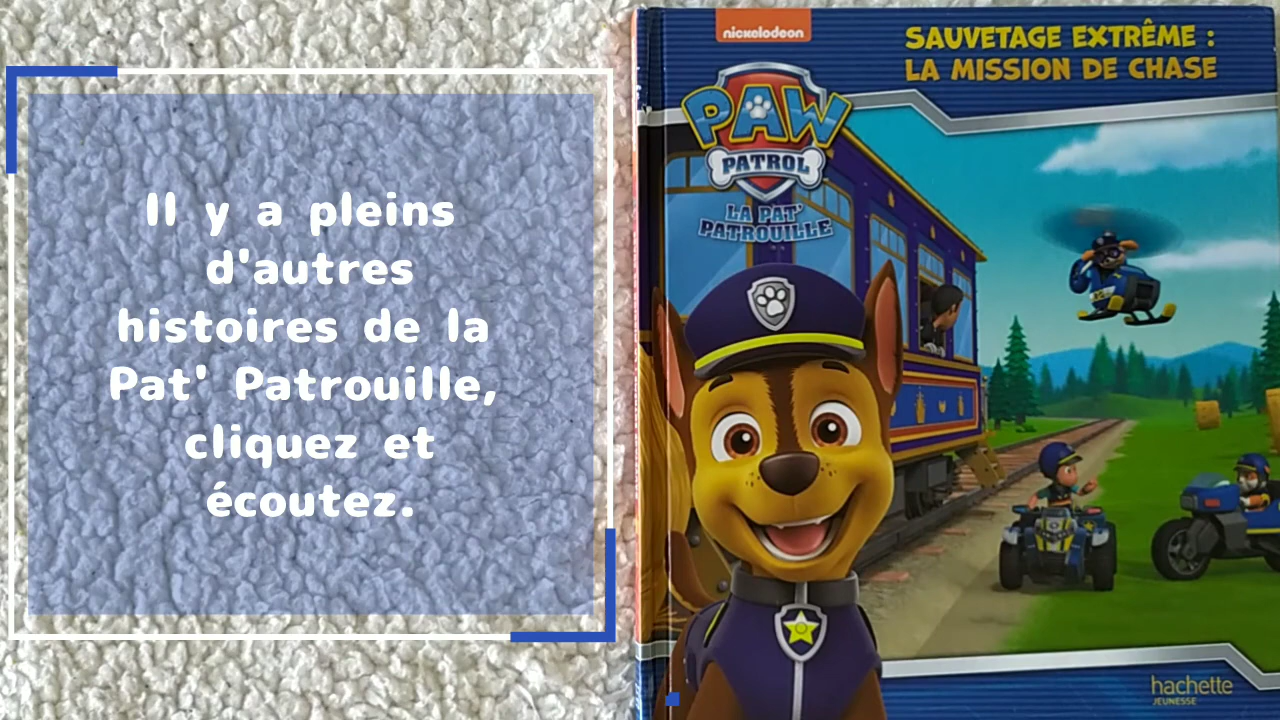 Il y a pleins
d'autres
histoires de la
Pat' Patrouille,
cliquez et
écoutez.
nickelodeon
SAUVETAGE EXTRÊME :
LA MISSION DE CHASE
PAW
PATROL
LA PAT'
PATROUILLE
hachette
JEUNESSE